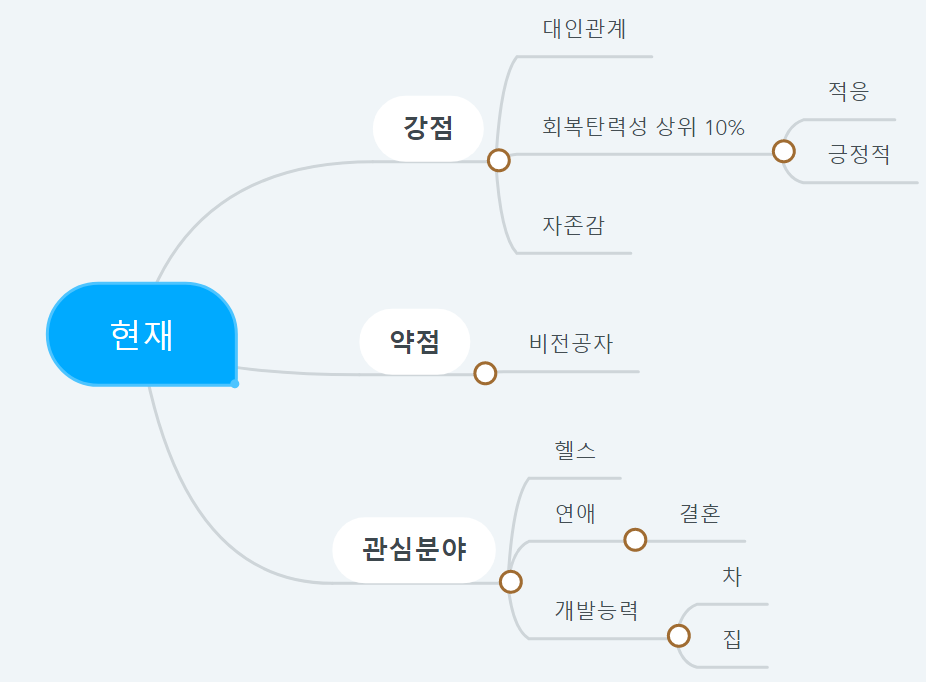 현재
강점
대인관계
회복탄력성 상위 10%
적응
긍정적
자존감
약점
비전공자
관심분야
헬스
연애
결혼
개발능력
차
집